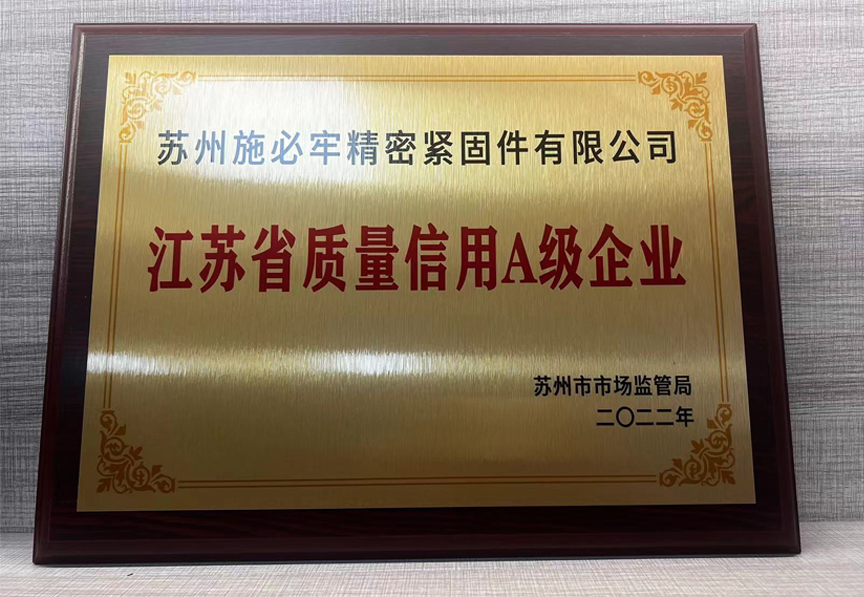 苏州施必牢精密紧固件有限公司
江苏省质量信用A级企业
苏州市市场监管局
二〇二二年